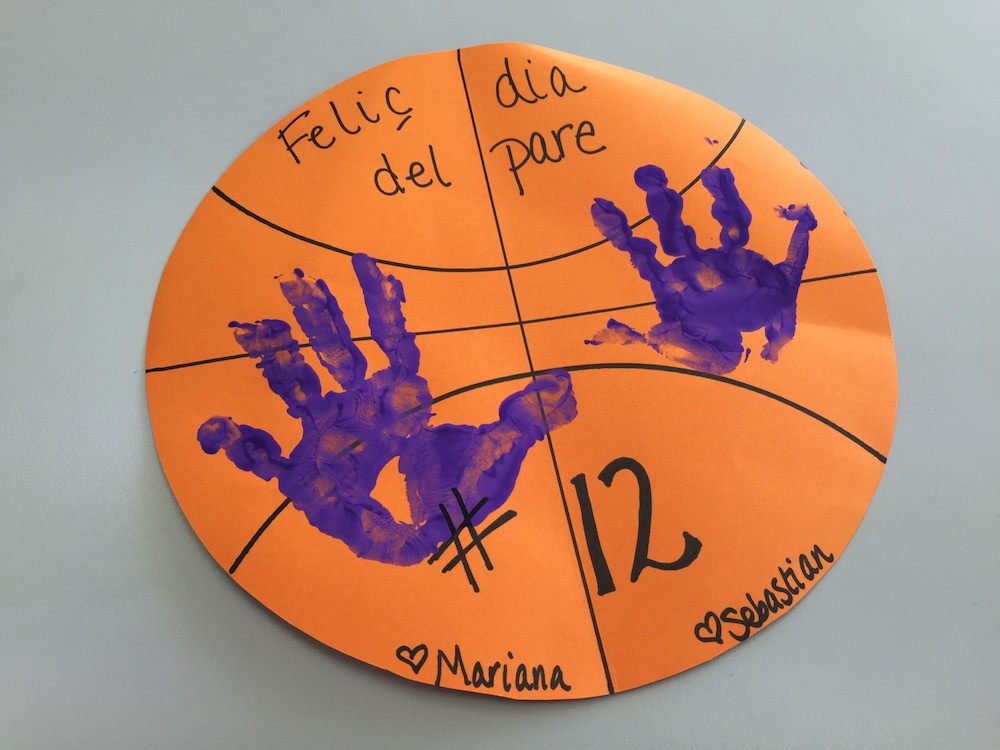 Feliç dia
del pare
# 12
♡ Mariana
♡ Sebastian